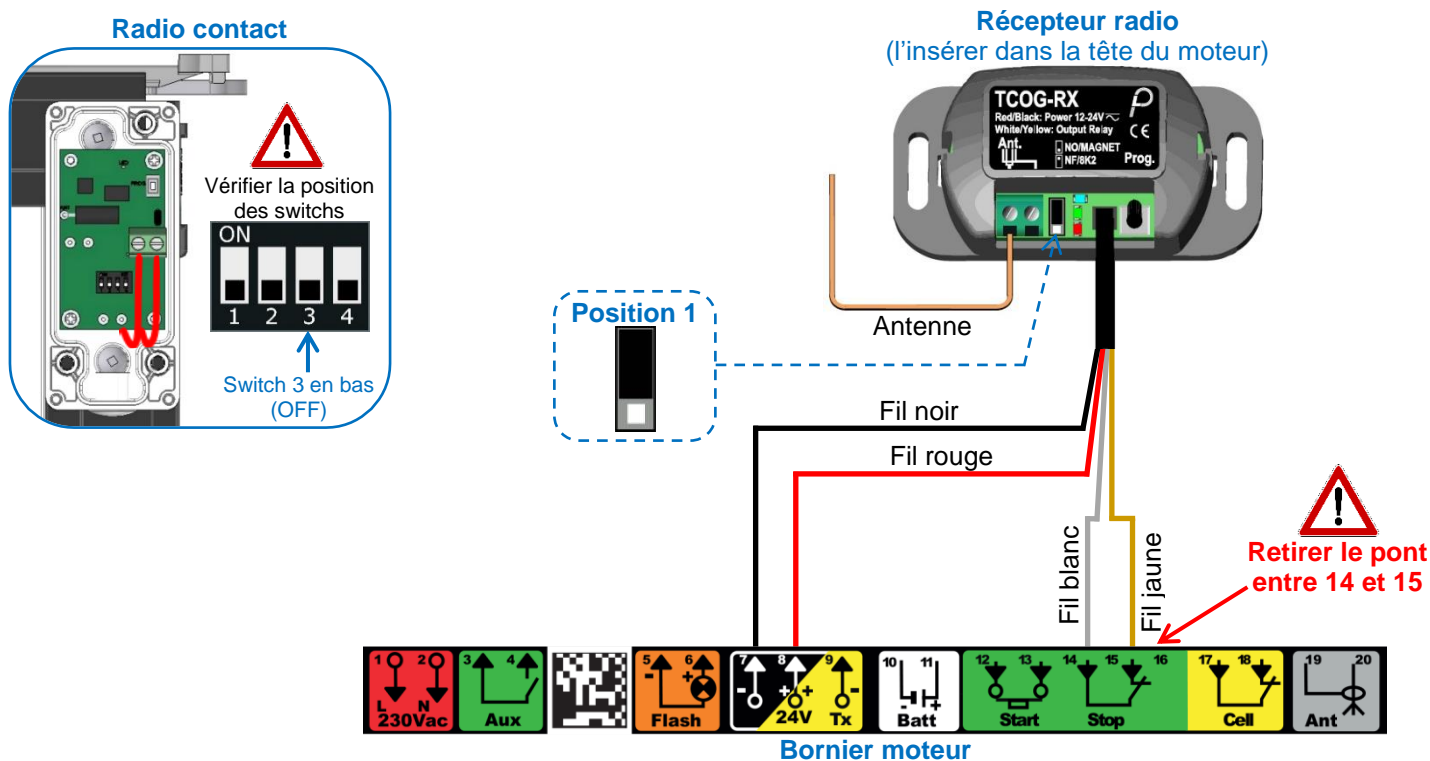 Radio contact
Vérifier la position
des switchs
ON
1 2 3 4
Switch 3 en bas
(OFF)
Récepteur radio
(l'insérer dans la tête du moteur)
TCOG-RX
Red/Black: Power 12-24V
White/Yellow: Output Relay
CE
Ant.
NO/MAGNET
NF/8K2
Prog.
Antenne
Position 1
Fil noir
Fil rouge
Fil blanc
Fil jaune
Retirer le pont
entre 14 et 15
1 2 3 4 5 6 7 8 9 10 11 12 13 14 15 16 17 18 19 20
L N
- + - + + - - +
230Vac Aux Flash 24V Tx Batt Start Stop Cell Ant
Bornier moteur